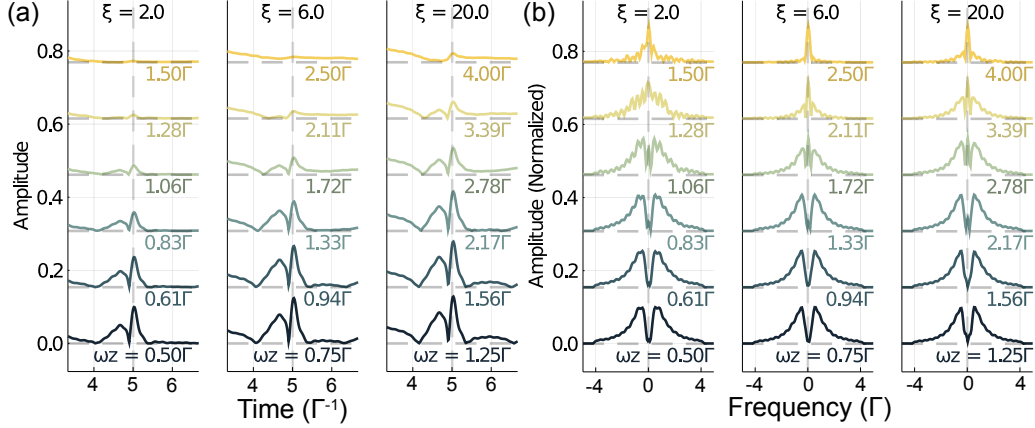 (a)
ξ = 2.0
ξ = 6.0
ξ = 20.0
Amplitude
0.8
0.6
0.4
0.2
0.0
1.50Γ
1.28Γ
1.06Γ
0.83Γ
0.61Γ
ωz = 0.50Γ
2.50Γ
2.11Γ
1.72Γ
1.33Γ
0.94Γ
ωz = 0.75Γ
4.00Γ
3.39Γ
2.78Γ
2.17Γ
1.56Γ
ωz = 1.25Γ
4 5 6
4 5 6
4 5 6
Time (Γ⁻¹)
(b)
ξ = 2.0
ξ = 6.0
ξ = 20.0
Amplitude (Normalized)
0.8
0.6
0.4
0.2
0.0
1.50Γ
1.28Γ
1.06Γ
0.83Γ
0.61Γ
ωz = 0.50Γ
2.50Γ
2.11Γ
1.72Γ
1.33Γ
0.94Γ
ωz = 0.75Γ
4.00Γ
3.39Γ
2.78Γ
2.17Γ
1.56Γ
ωz = 1.25Γ
−4 0 4
−4 0 4
−4 0 4
Frequency (Γ)